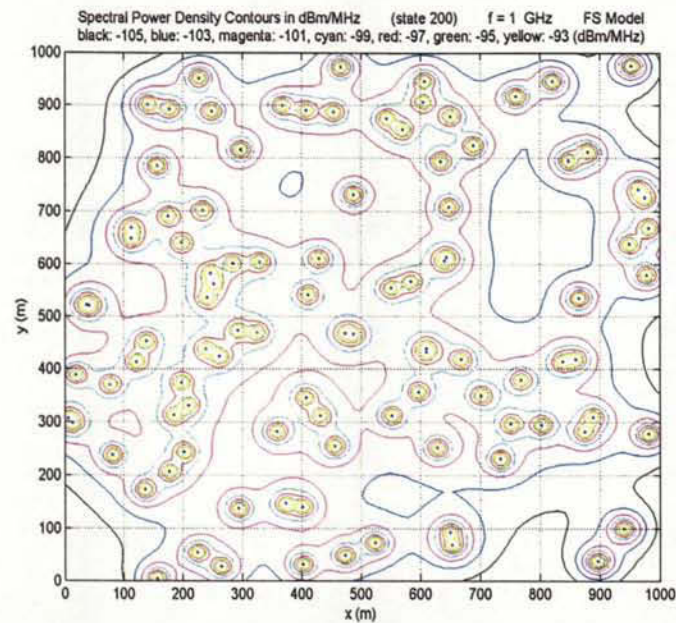 Spectral Power Density Contours in dBm/MHz (state 200) f = 1 GHz FS Model
black: -105, blue: -103, magenta: -101, cyan: -99, red: -97, green: -95, yellow: -93 (dBm/MHz)
1000
900
800
700
600
500
400
300
200
100
0
y (m)
0 100 200 300 400 500 600 700 800 900 1000
x (m)